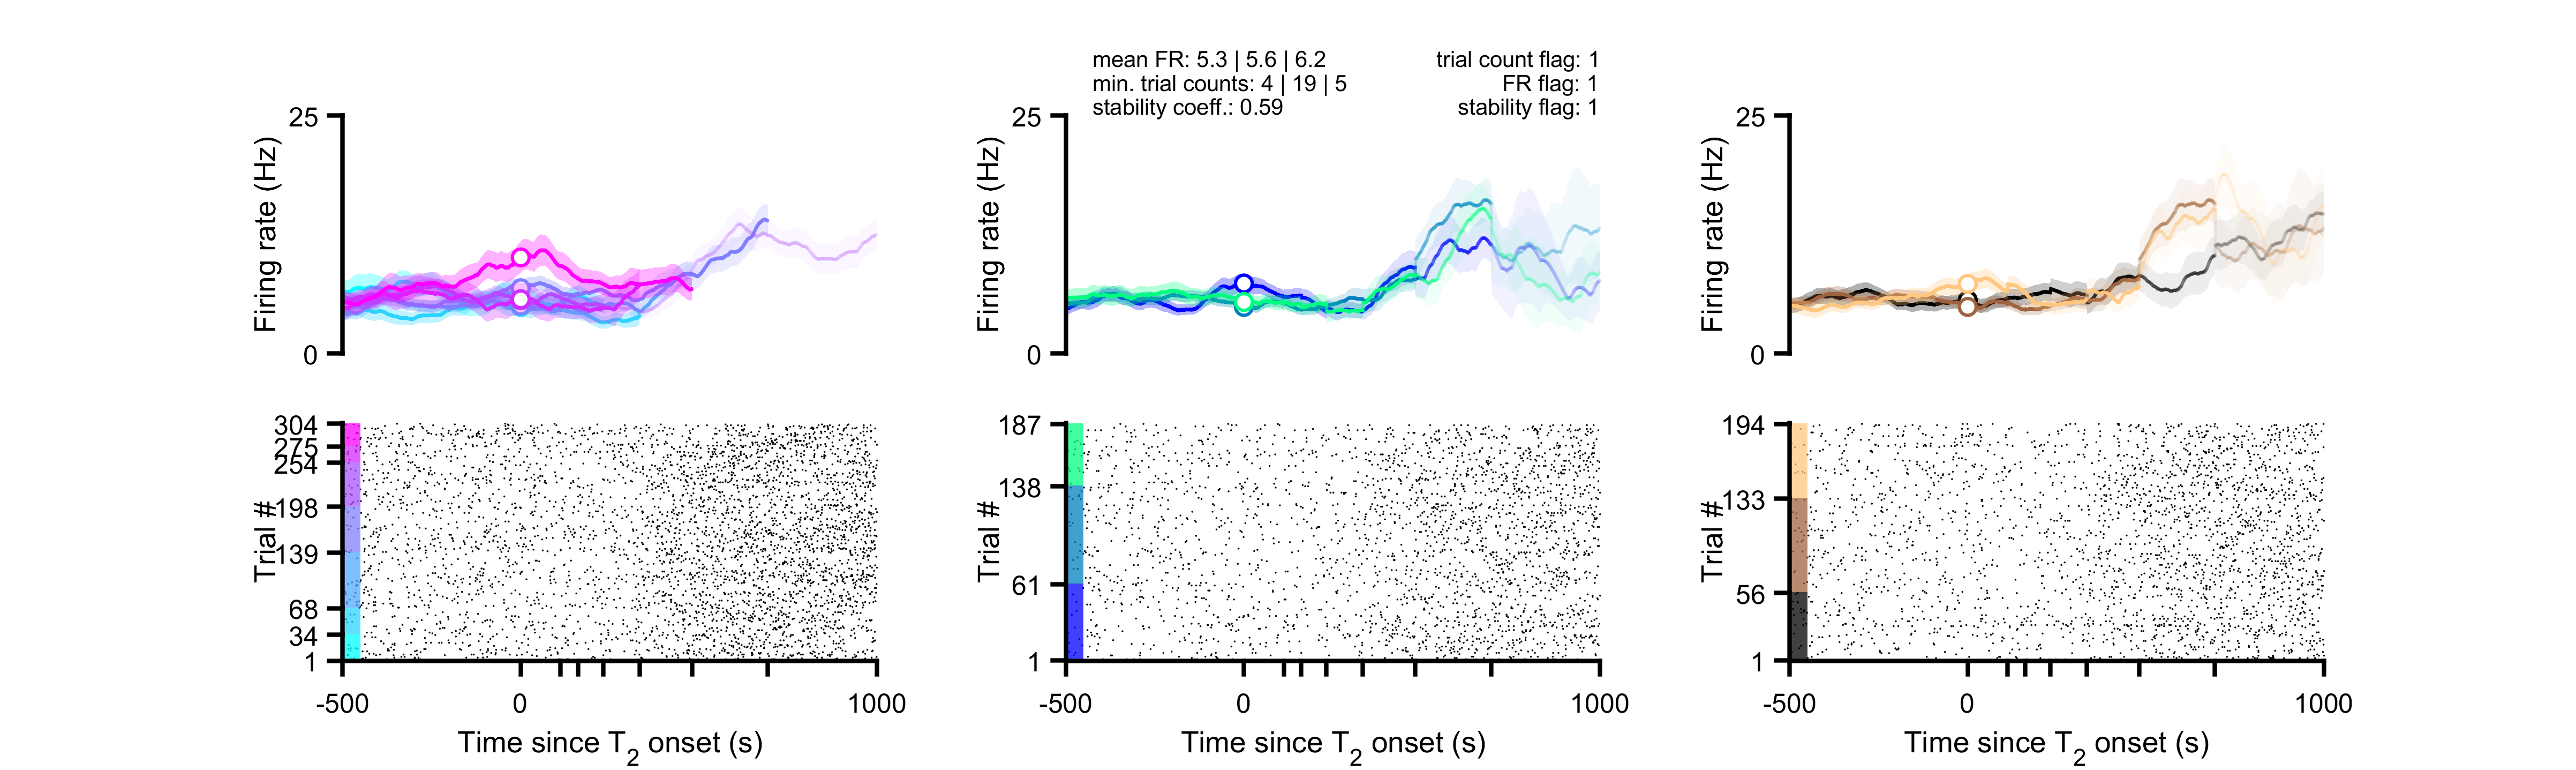 mean FR: 5.3 | 5.6 | 6.2
min. trial counts: 4 | 19 | 5
stability coeff.: 0.59
trial count flag: 1
FR flag: 1
stability flag: 1
25
Firing rate (Hz)
0
25
Firing rate (Hz)
0
25
Firing rate (Hz)
0
304
275
254
198
139
68
34
1
Trial #
-500
0
1000
Time since T2 onset (s)
187
138
61
1
Trial #
-500
0
1000
Time since T2 onset (s)
194
133
56
1
Trial #
-500
0
1000
Time since T2 onset (s)